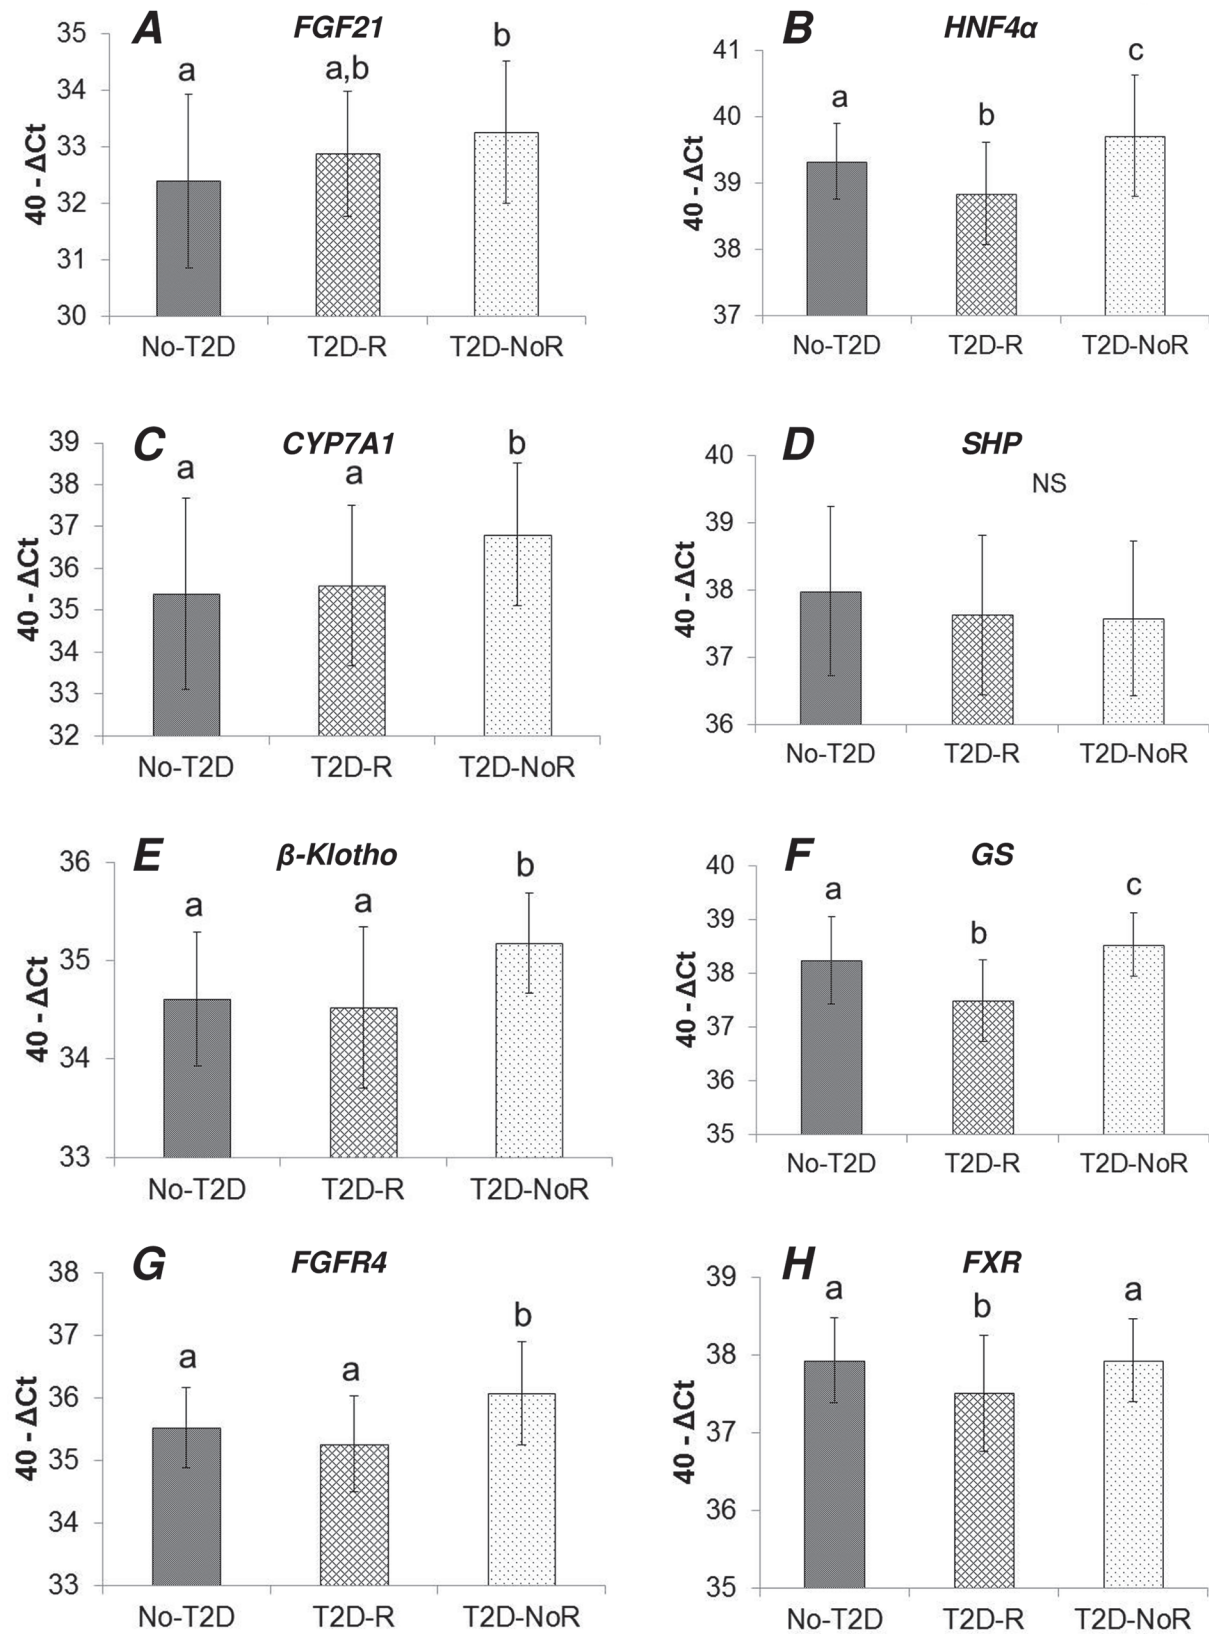 A FGF21
35
34
33
32
31
30
40 - ΔCt
a
a,b
b
No-T2D T2D-R T2D-NoR
B HNF4α
41
40
39
38
37
40 - ΔCt
a
b
c
No-T2D T2D-R T2D-NoR
C CYP7A1
39
38
37
36
35
34
33
32
40 - ΔCt
a
a
b
No-T2D T2D-R T2D-NoR
D SHP
40
39
38
37
36
40 - ΔCt
NS
No-T2D T2D-R T2D-NoR
E β-Klotho
36
35
34
33
40 - ΔCt
a
a
b
No-T2D T2D-R T2D-NoR
F GS
40
39
38
37
36
35
40 - ΔCt
a
b
c
No-T2D T2D-R T2D-NoR
G FGFR4
38
37
36
35
34
33
40 - ΔCt
a
a
b
No-T2D T2D-R T2D-NoR
H FXR
39
38
37
36
35
40 - ΔCt
a
b
a
No-T2D T2D-R T2D-NoR